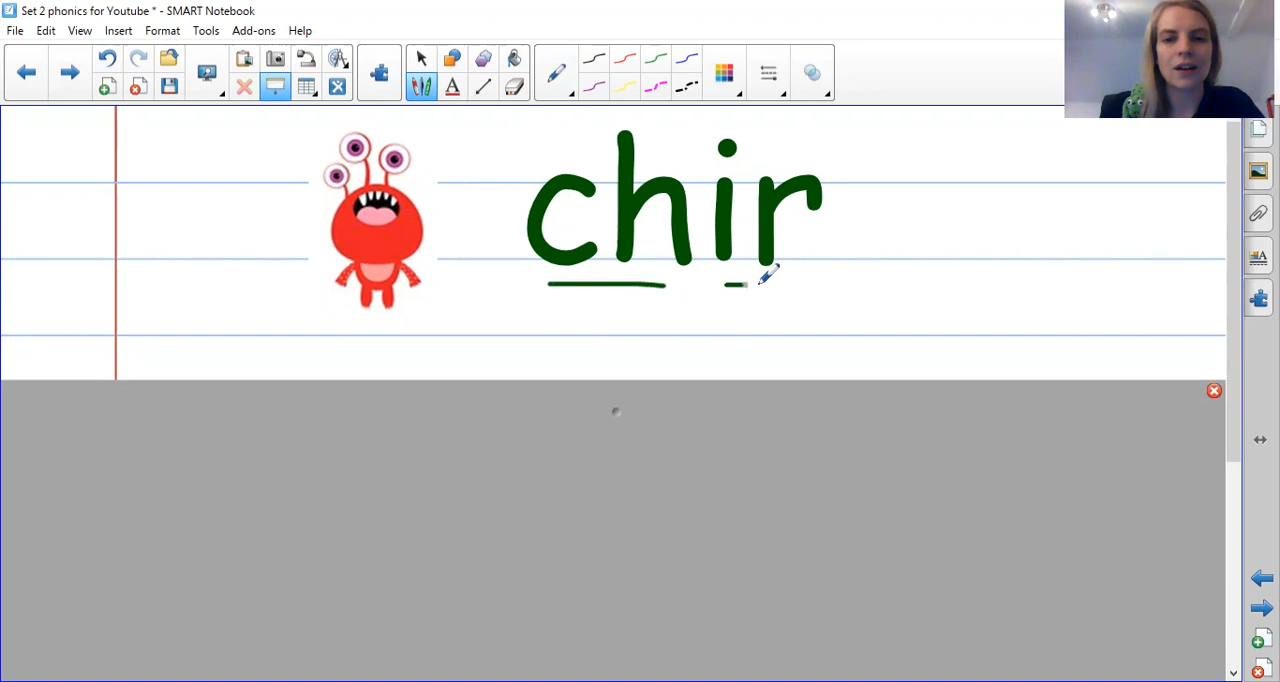 Set 2 phonics for Youtube * - SMART Notebook
File Edit View Insert Format Tools Add-ons Help
chir